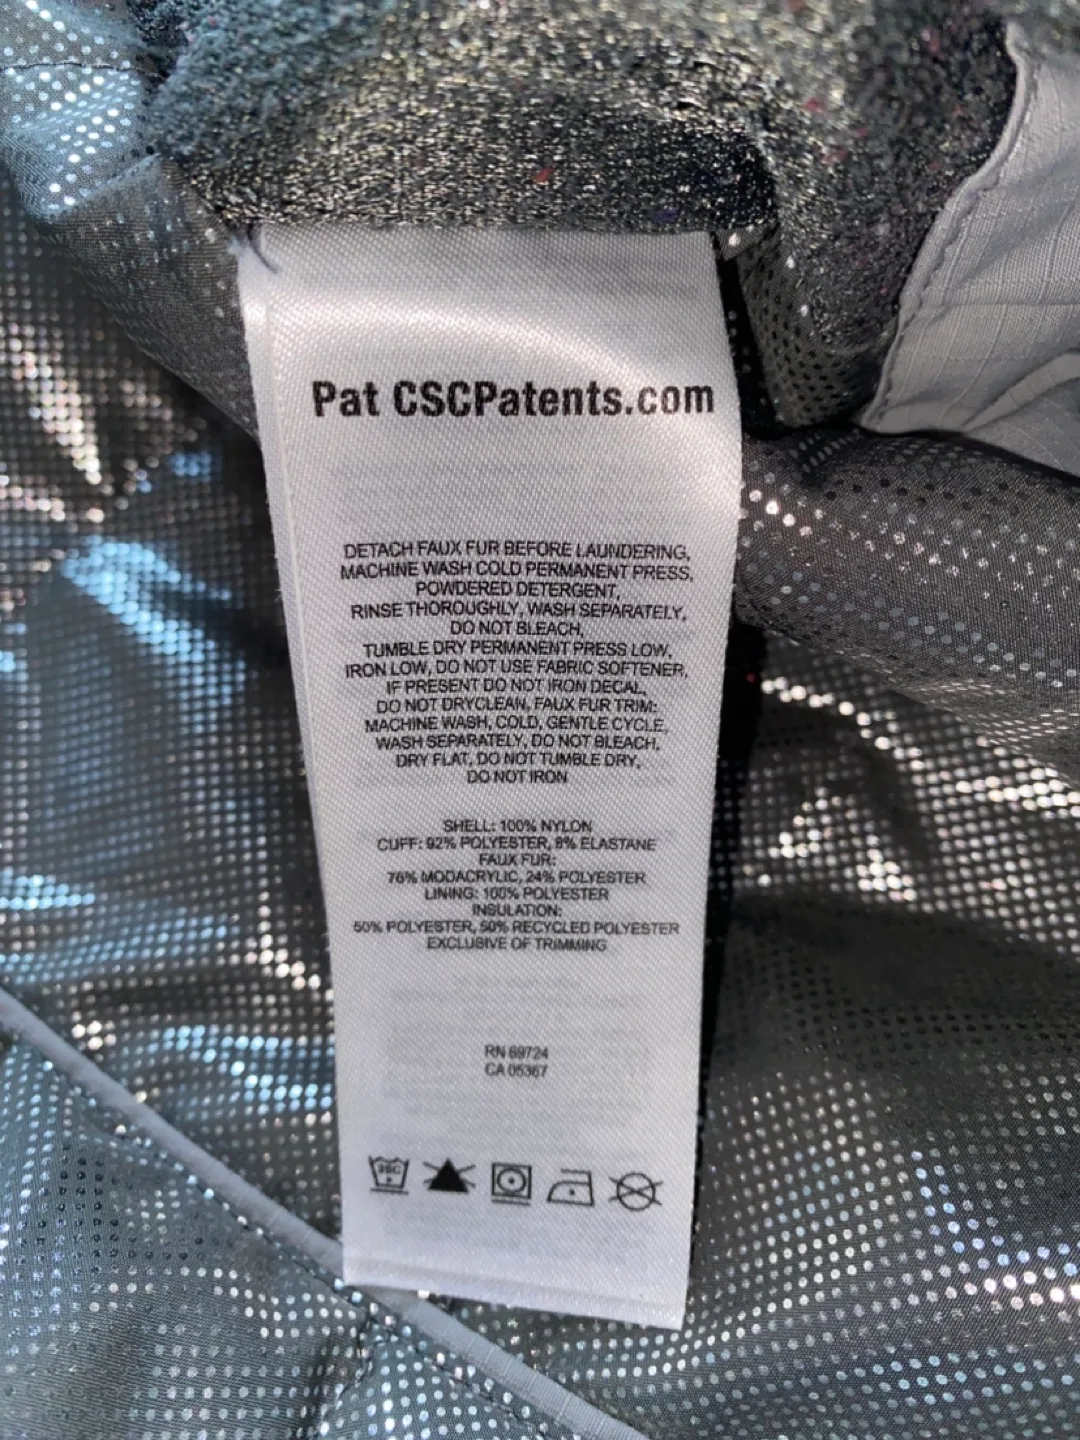 Pat CSCPatents.com
DETACH FAUX FUR BEFORE LAUNDERING,
MACHINE WASH COLD PERMANENT PRESS,
POWDERED DETERGENT,
RINSE THOROUGHLY, WASH SEPARATELY,
DO NOT BLEACH,
TUMBLE DRY PERMANENT PRESS LOW,
IRON LOW, DO NOT USE FABRIC SOFTENER,
IF PRESENT DO NOT IRON DECAL,
DO NOT DRYCLEAN, FAUX FUR TRIM:
MACHINE WASH, COLD, GENTLE CYCLE,
WASH SEPARATELY, DO NOT BLEACH,
DRY FLAT, DO NOT TUMBLE DRY,
DO NOT IRON
SHELL: 100% NYLON
CUFF: 92% POLYESTER, 8% ELASTANE
FAUX FUR:
76% MODACRYLIC, 24% POLYESTER
LINING: 100% POLYESTER
INSULATION:
50% POLYESTER, 50% RECYCLED POLYESTER
EXCLUSIVE OF TRIMMING
RN 69724
CA 05367
30C